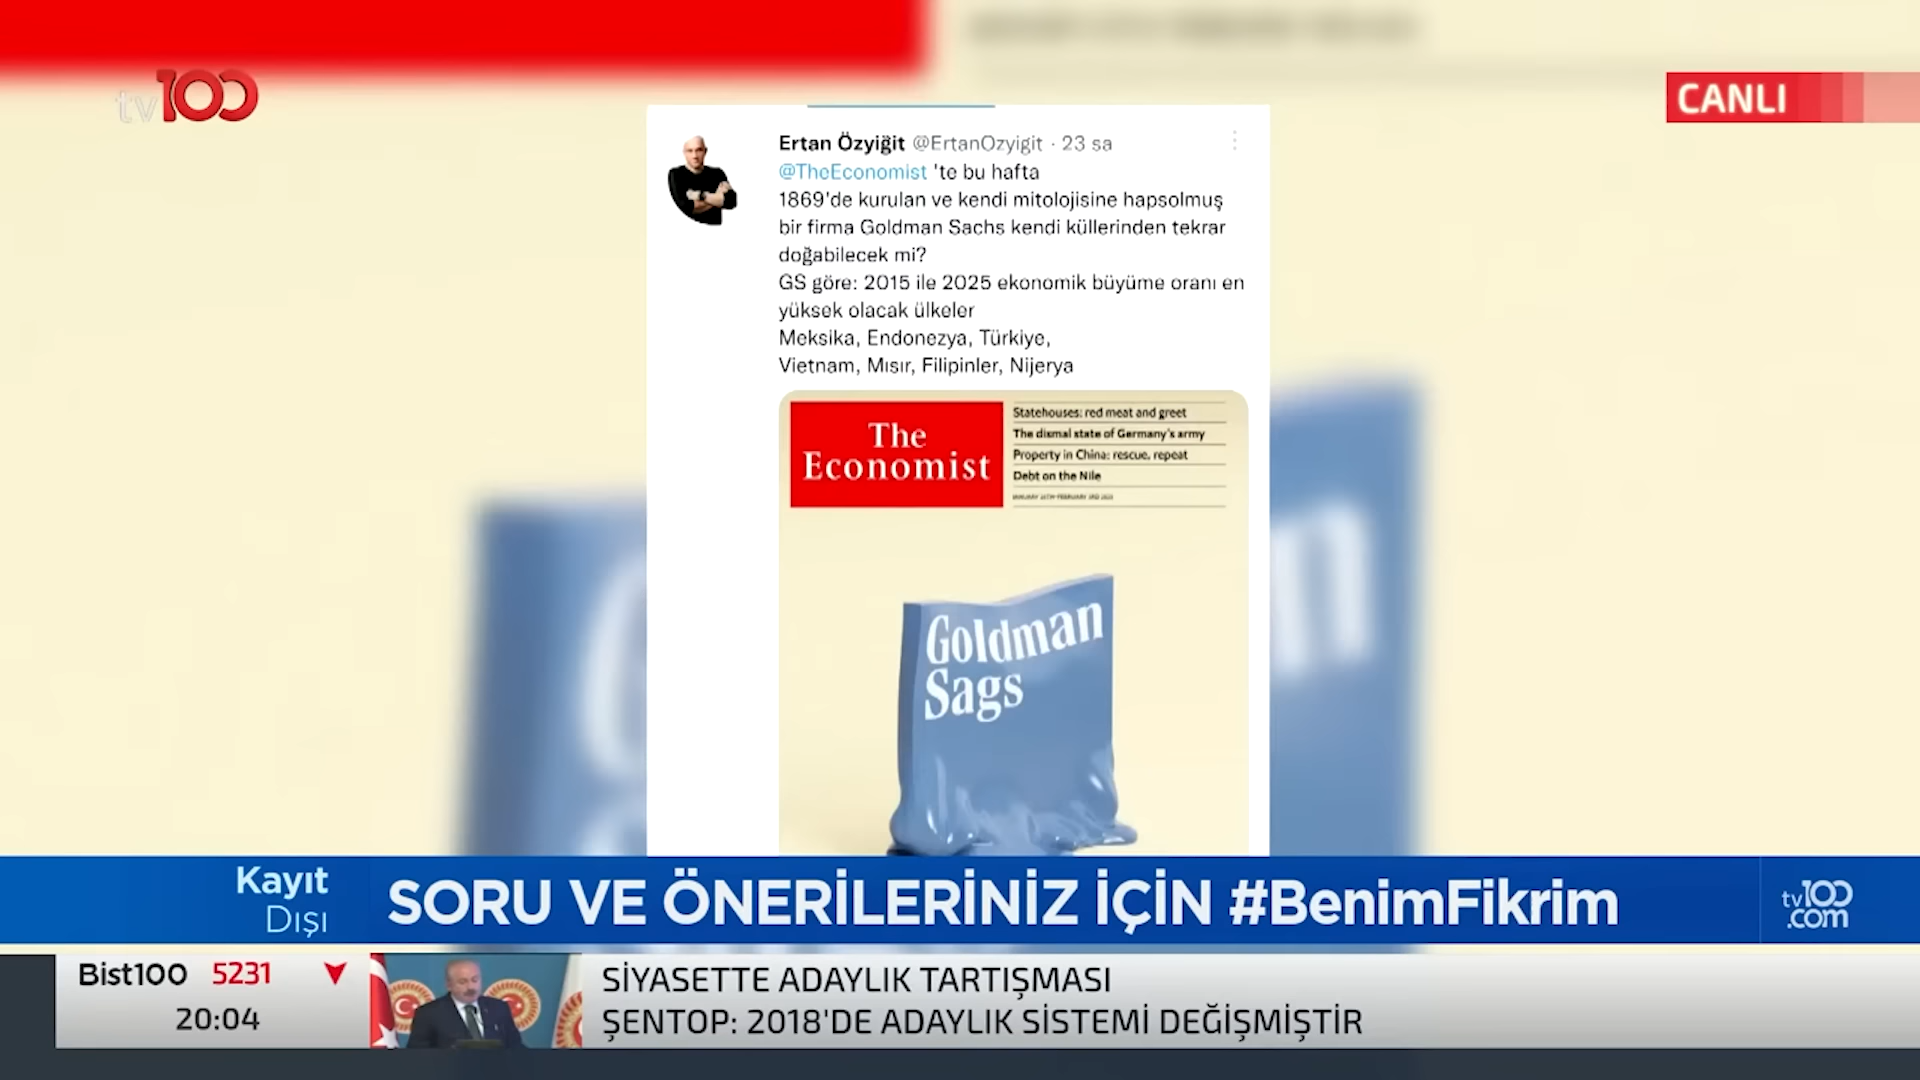 tv100
CANLI
Ertan Özyiğit @ErtanOzyigit · 23 sa
@TheEconomist 'te bu hafta
1869'de kurulan ve kendi mitolojisine hapsolmuş
bir firma Goldman Sachs kendi küllerinden tekrar
doğabilecek mi?
GS göre: 2015 ile 2025 ekonomik büyüme oranı en
yüksek olacak ülkeler
Meksika, Endonezya, Türkiye,
Vietnam, Mısır, Filipinler, Nijerya
The
Economist
Statehouses: red meat and greet
The dismal state of Germany's army
Property in China: rescue, repeat
Debt on the Nile
Goldman
Sags
Kayıt
Dışı
SORU VE ÖNERİLERİNİZ İÇİN #BenimFikrim
tv100
.com
Bist100 5231
20:04
SİYASETTE ADAYLIK TARTIŞMASI
ŞENTOP: 2018'DE ADAYLIK SİSTEMİ DEĞİŞMİŞTİR